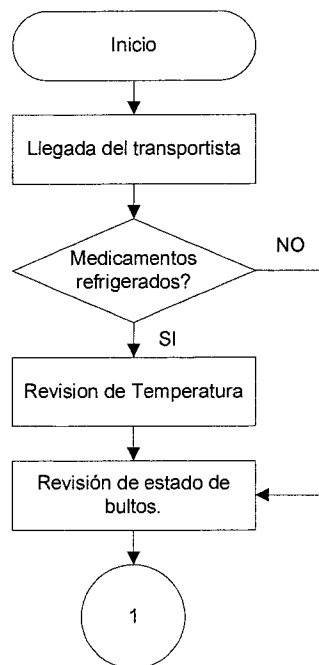 Inicio
Llegada del transportista
Medicamentos
refrigerados?
NO
SI
Revision de Temperatura
Revisión de estado de
bultos.
1